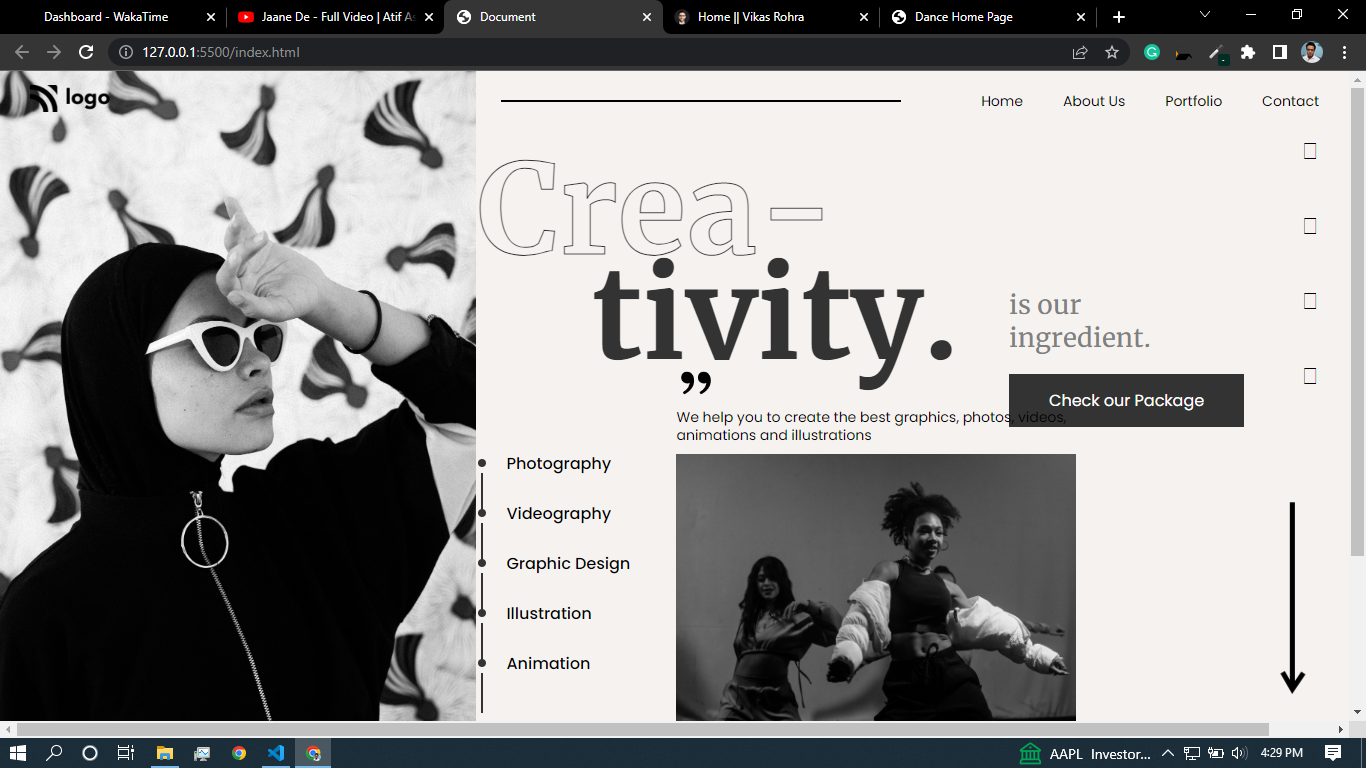 Dashboard - WakaTime
Jaane De - Full Video | Atif As
Document
Home || Vikas Rohra
Dance Home Page
127.0.0.1:5500/index.html
logo
Home
About Us
Portfolio
Contact
Crea-
tivity.
is our
ingredient.
Check our Package
”
We help you to create the best graphics, photos, videos,
animations and illustrations
Photography
Videography
Graphic Design
Illustration
Animation
AAPL Investor...
4:29 PM